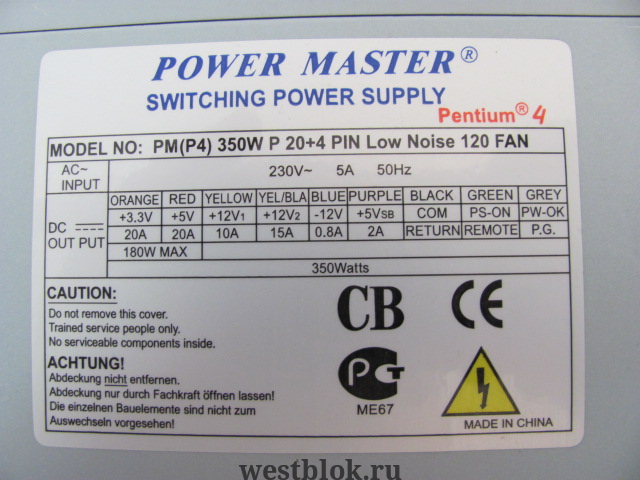 POWER MASTER®
SWITCHING POWER SUPPLY
Pentium® 4
MODEL NO: PM(P4) 350W P 20+4 PIN Low Noise 120 FAN
AC~ INPUT 230V~ 5A 50Hz
ORANGE RED YELLOW YEL/BLA BLUE PURPLE BLACK GREEN GREY
DC OUT PUT +3.3V +5V +12V1 +12V2 -12V +5VSB COM PS-ON PW-OK
20A 20A 10A 15A 0.8A 2A RETURN REMOTE P.G.
180W MAX
350Watts
CAUTION:
Do not remove this cover.
Trained service people only.
No serviceable components inside.
ACHTUNG!
Abdeckung nicht entfernen.
Abdeckung nur durch Fachkraft öffnen lassen!
Die einzelnen Bauelemente sind nicht zum
Auswechseln vorgesehen!
CB CE
PG
ME67
MADE IN CHINA
westblok.ru